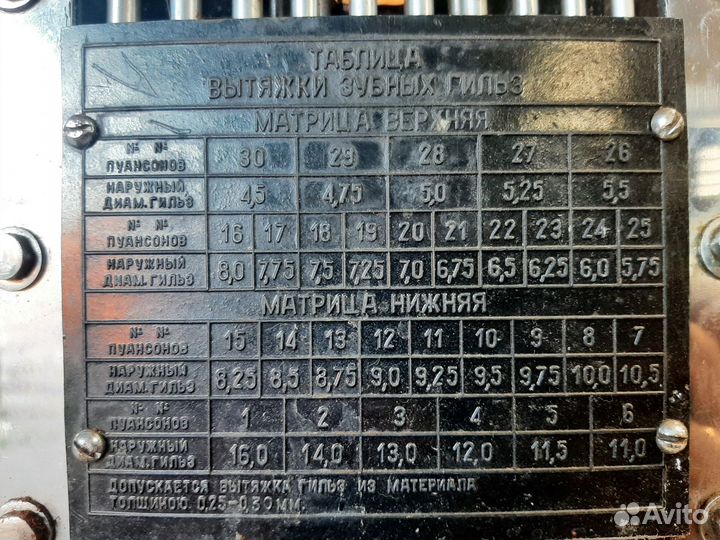 ТАБЛИЦА
ВЫТЯЖКИ ЗУБНЫХ ГИЛЬЗ
МАТРИЦА ВЕРХНЯЯ
№ №
ПУАНСОНОВ 30 29 28 27 26
НАРУЖНЫЙ
ДИАМ. ГИЛЬЗ 4,5 4,75 5,0 5,25 5,5
№ №
ПУАНСОНОВ 16 17 18 19 20 21 22 23 24 25
НАРУЖНЫЙ
ДИАМ. ГИЛЬЗ 8,0 7,75 7,5 7,25 7,0 6,75 6,5 6,25 6,0 5,75
МАТРИЦА НИЖНЯЯ
№ №
ПУАНСОНОВ 15 14 13 12 11 10 9 8 7
НАРУЖНЫЙ
ДИАМ. ГИЛЬЗ 8,25 8,5 8,75 9,0 9,25 9,5 9,75 10,0 10,5
№ №
ПУАНСОНОВ 1 2 3 4 5 6
НАРУЖНЫЙ
ДИАМ. ГИЛЬЗ 16,0 14,0 13,0 12,0 11,5 11,0
ДОПУСКАЕТСЯ ВЫТЯЖКА ГИЛЬЗ ИЗ МАТЕРИАЛА
ТОЛЩИНОЮ 0,25-0,30 ММ.
Avito